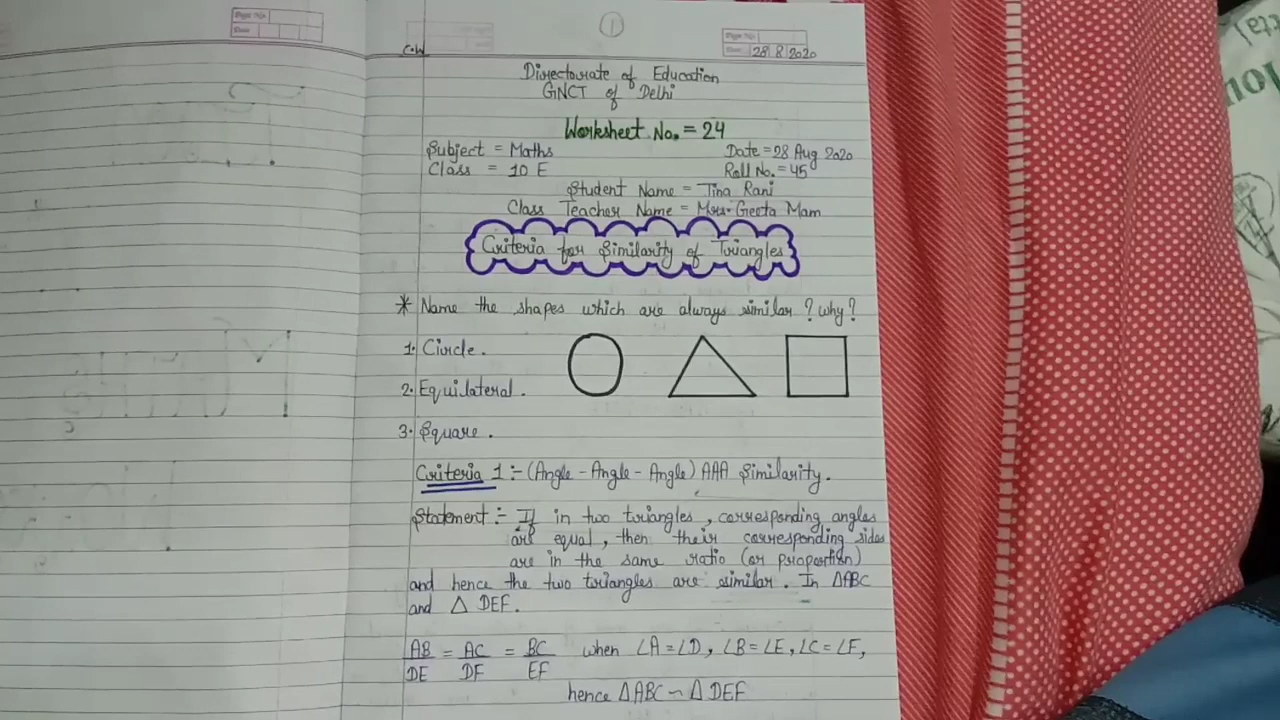 1
C.W
Page No.
Date 28 8 2020
Directorate of Education
GNCT of Delhi
Worksheet No. = 24
Subject = Maths Date = 28 Aug 2020
Class = 10 E Roll No. = 45
Student Name = Tina Rani
Class Teacher Name = Mrs. Geeta Mam
Criteria for Similarity of Triangles
* Name the shapes which are always similar ? why ?
1. Circle.
2. Equilateral.
3. Square.
Criteria 1 :- (Angle - Angle - Angle) AAA Similarity.
Statement :- If in two triangles, corresponding angles
are equal, then their corresponding sides
are in the same ratio (or proportion)
and hence the two triangles are similar. In ΔABC
and Δ DEF.
AB/DE = AC/DF = BC/EF when ∠A = ∠D, ∠B = ∠E, ∠C = ∠F,
hence ΔABC ~ Δ DEF